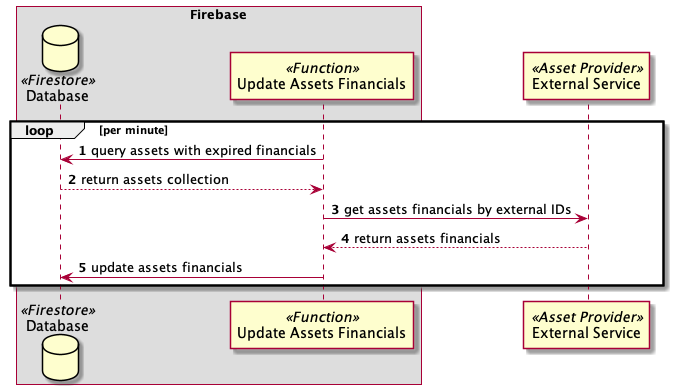 Firebase
«Firestore»
Database
«Function»
Update Assets Financials
«Asset Provider»
External Service
loop [per minute]
1 query assets with expired financials
2 return assets collection
3 get assets financials by external IDs
4 return assets financials
5 update assets financials
«Firestore»
Database
«Function»
Update Assets Financials
«Asset Provider»
External Service